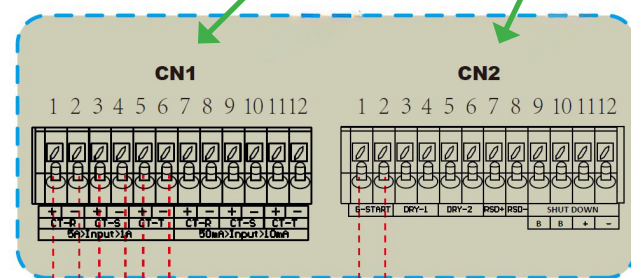 CN1
1 2 3 4 5 6 7 8 9 10 11 12
+ − + − + − + − + − + −
CT-R CT-S CT-T CT-R CT-S CT-T
5A>Input>1A 50mA>Input>10mA
CN2
1 2 3 4 5 6 7 8 9 10 11 12
G-START DRY-1 DRY-2 RSD+ RSD- SHUT DOWN
B B + −